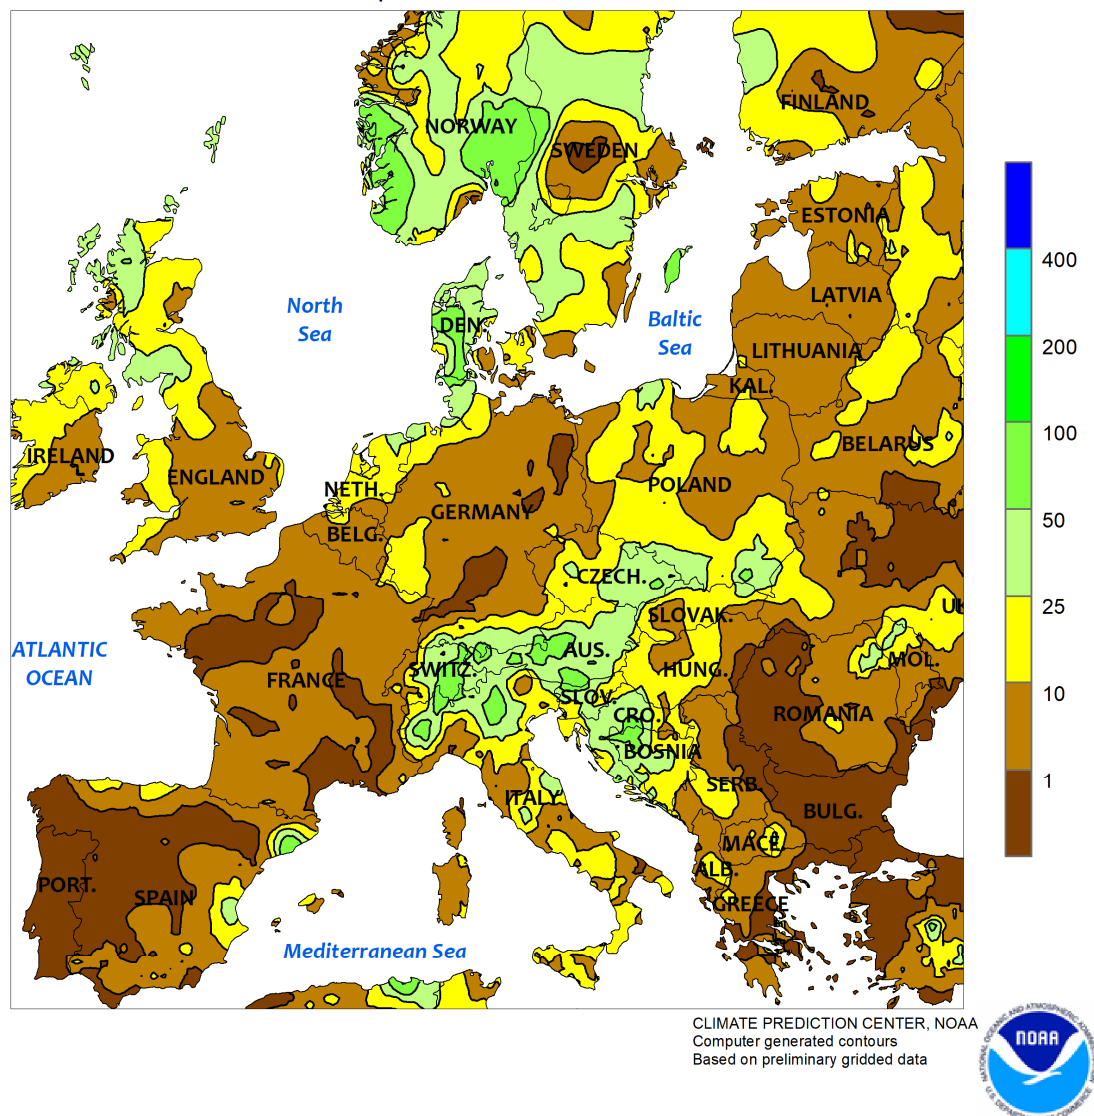 NORWAY
FINLAND
SWEDEN
ESTONIA
North
Sea
LATVIA
Baltic
Sea
DEN.
LITHUANIA
KAL.
BELARUS
IRELAND
ENGLAND
NETH.
POLAND
GERMANY
BELG.
CZECH.
SLOVAK.
UK
ATLANTIC
OCEAN
AUS.
MOL.
SWITZ.
HUNG.
FRANCE
SLOV.
CRO.
ROMANIA
BOSNIA
SERB.
ITALY
BULG.
MACE.
ALB.
PORT.
SPAIN
GREECE
Mediterranean Sea
400
200
100
50
25
10
1
CLIMATE PREDICTION CENTER, NOAA
Computer generated contours
Based on preliminary gridded data
NOAA